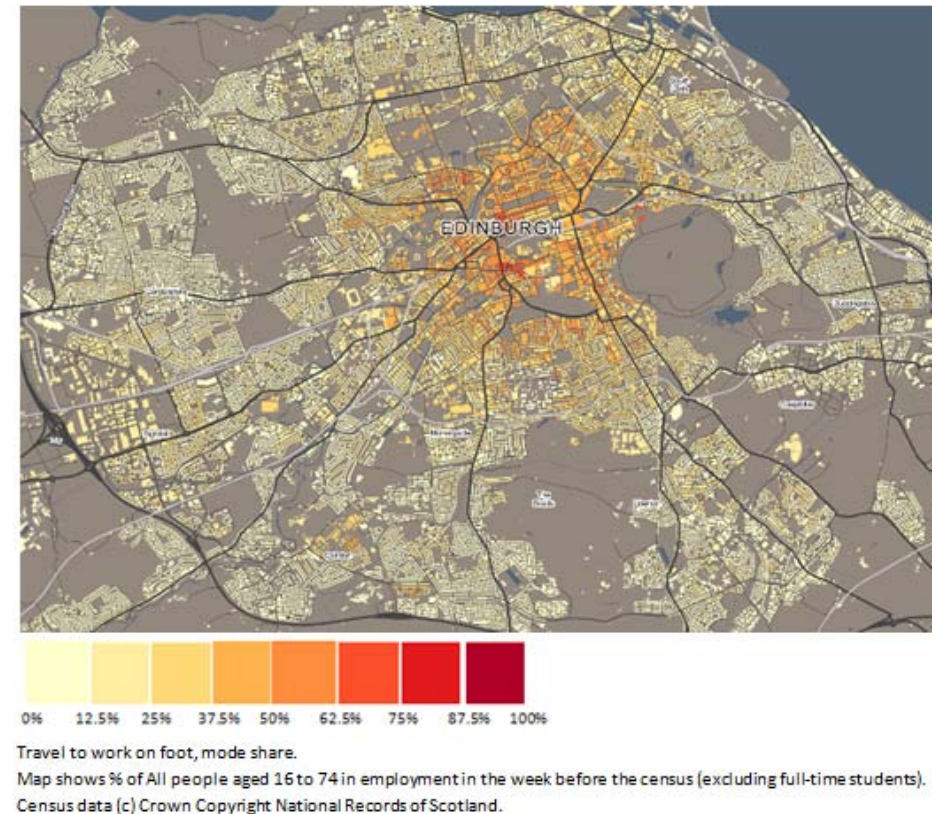 EDINBURGH
Morningside
0% 12.5% 25% 37.5% 50% 62.5% 75% 87.5% 100%
Travel to work on foot, mode share.
Map shows % of All people aged 16 to 74 in employment in the week before the census (excluding full-time students).
Census data (c) Crown Copyright National Records of Scotland.